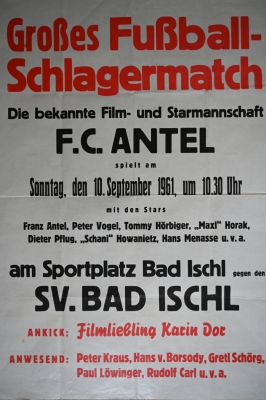 Großes Fußball-
Schlagermatch
Die bekannte Film- und Starmannschaft
F.C. ANTEL
spielt am
Sonntag, den 10. September 1961, um 10.30 Uhr
mit den Stars
Franz Antel, Peter Vogel, Tommy Hörbiger, „Maxl" Horak,
Dieter Pflug, „Schani" Howanietz, Hans Menasse u.v.a.
am Sportplatz Bad Ischl gegen den
SV. BAD ISCHL
ANKICK: Filmliebling Karin Dor
ANWESEND: Peter Kraus, Hans v. Borsody, Gretl Schörg,
Paul Löwinger, Rudolf Carl u.v.a.